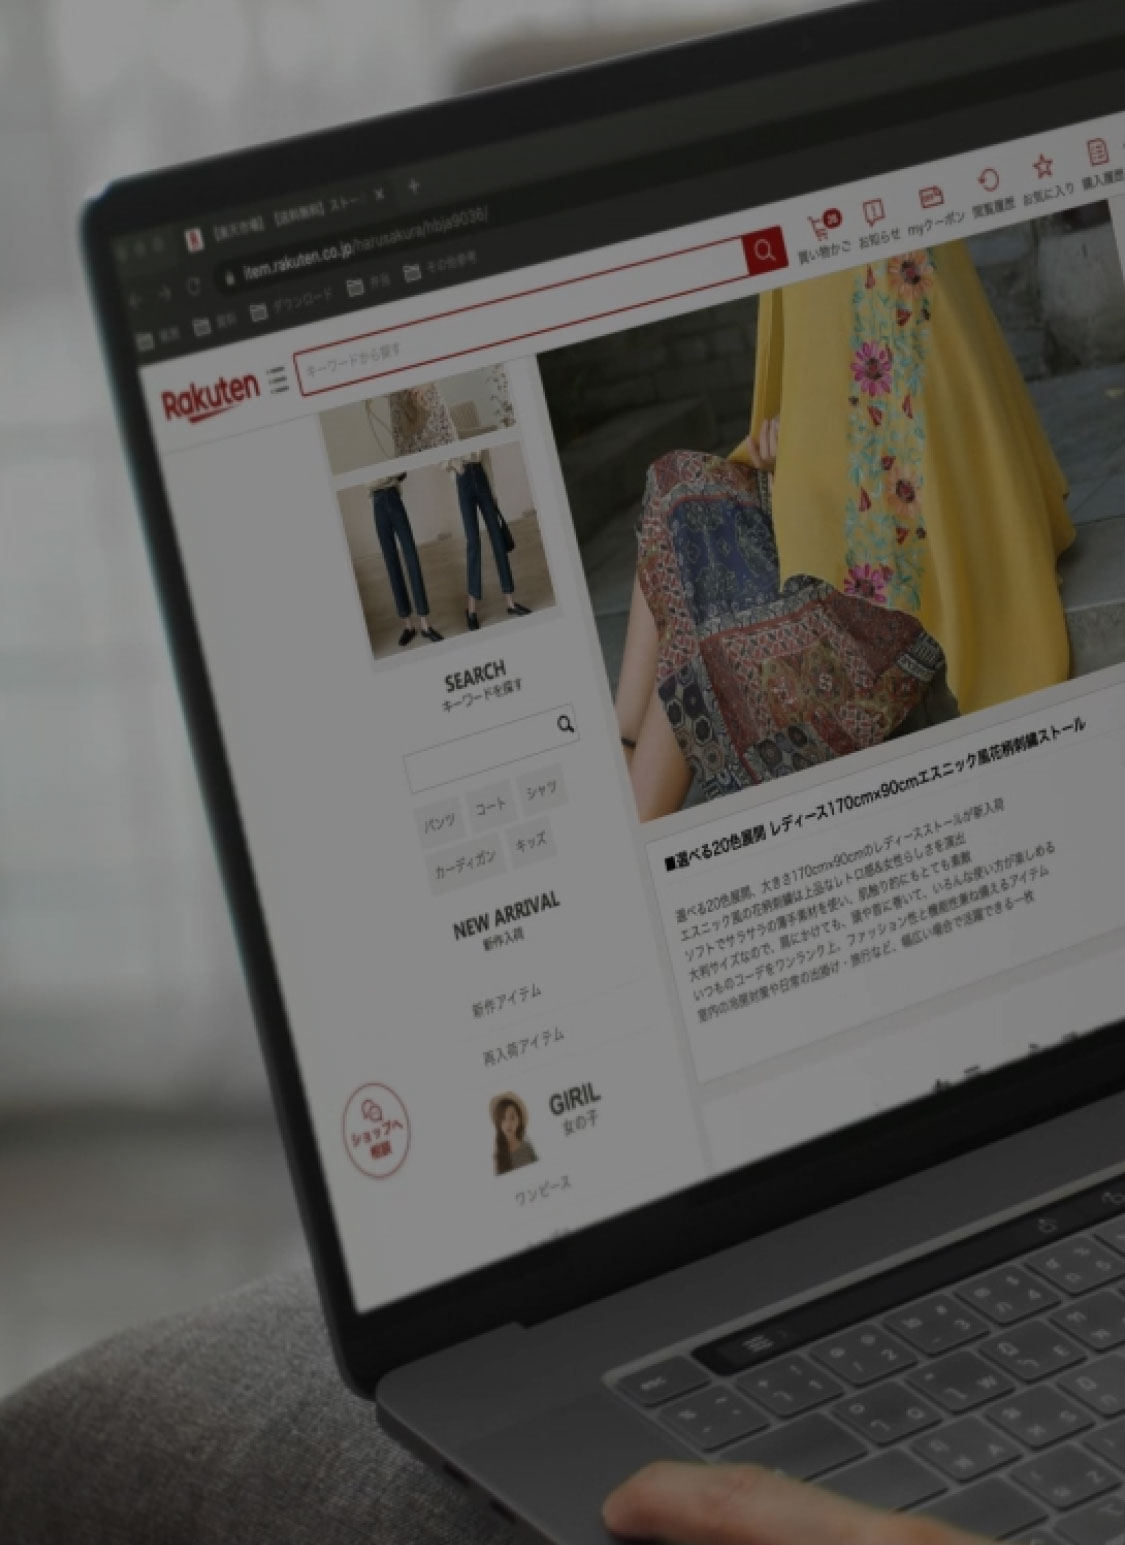 【楽天市場】【送料無料】ストー…
item.rakuten.co.jp/harusakura/hbja9036/
ダウンロード
その他参考
Rakuten
キーワードから探す
買い物かご
お知らせ
myクーポン
閲覧履歴
お気に入り
購入履歴
SEARCH
キーワードを探す
パンツ
コート
シャツ
カーディガン
キッズ
NEW ARRIVAL
新作入荷
新作アイテム
再入荷アイテム
GIRIL
女の子
ワンピース
ショップへ
相談
■選べる20色展開 レディース170cm×90cmエスニック風花柄刺繍ストール
選べる20色展開、大きさ170cm×90cmのレディースストールが新入荷
エスニック風の花柄刺繍は上品なレトロ感&女性らしさを演出
ソフトでサラサラの薄手素材を使い、肌触り的にもとても素敵
大判サイズなので、肩にかけても、頭や首に巻いて、いろんな使い方が楽しめる
いつものコーデをワンランク上、ファッション性と機能性兼ね備えるアイテム
室内の冷房対策や日常の出掛け・旅行など、幅広い場合で活躍できる一枚